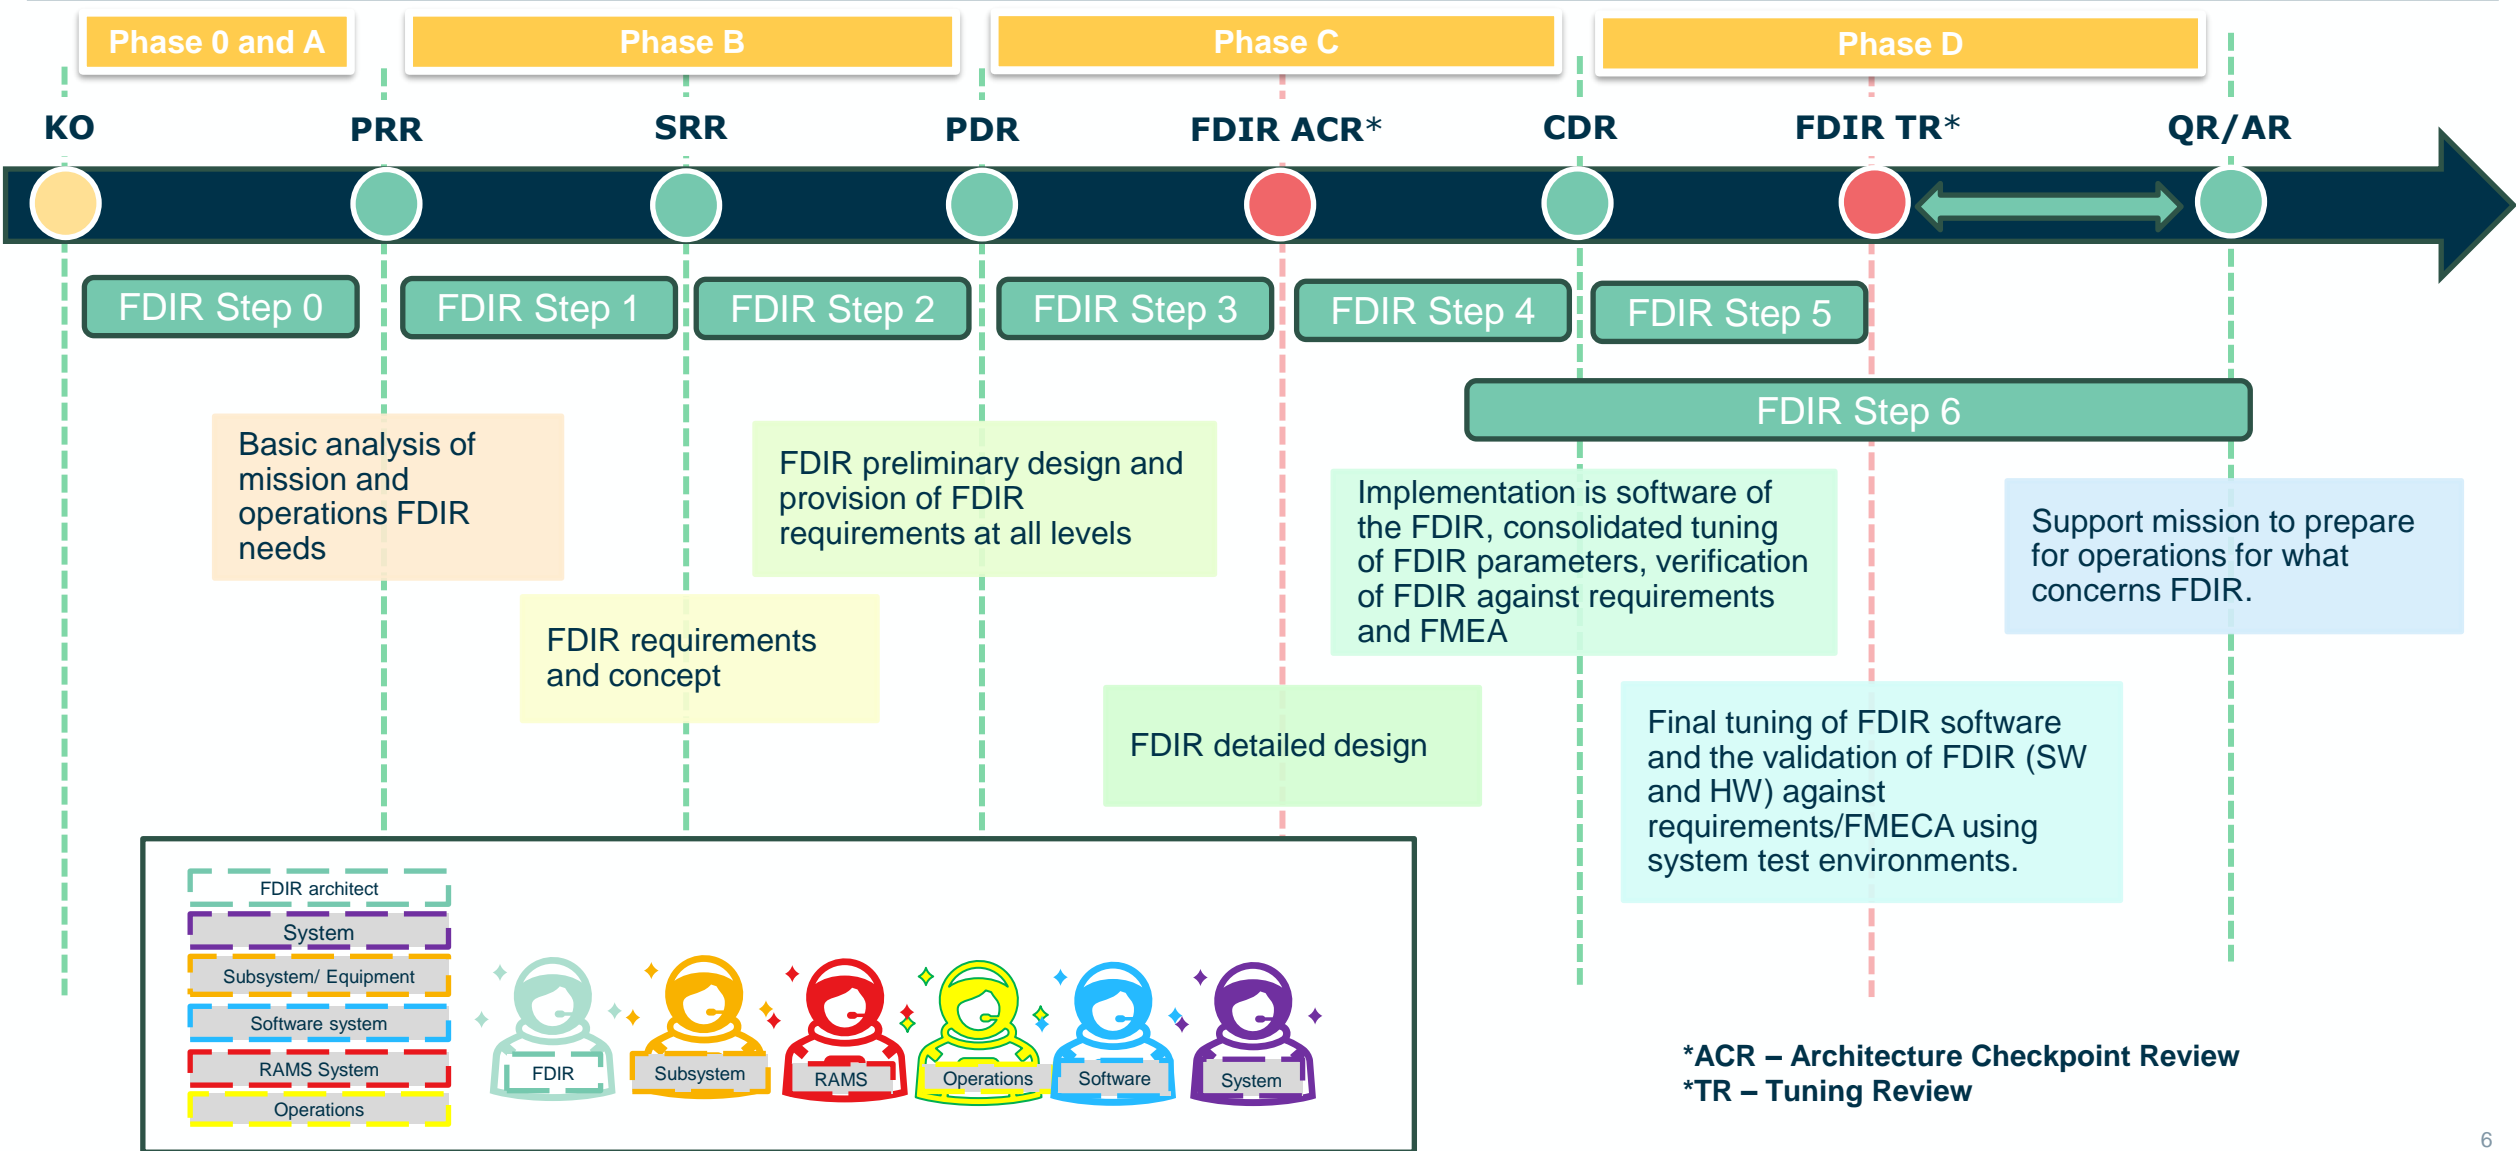 Phase 0 and A
Phase B
Phase C
Phase D
KO
PRR
SRR
PDR
FDIR ACR*
CDR
FDIR TR*
QR/AR
FDIR Step 0
FDIR Step 1
FDIR Step 2
FDIR Step 3
FDIR Step 4
FDIR Step 5
FDIR Step 6
Basic analysis of
mission and
operations FDIR
needs
FDIR requirements
and concept
FDIR preliminary design and
provision of FDIR
requirements at all levels
FDIR detailed design
Implementation is software of
the FDIR, consolidated tuning
of FDIR parameters, verification
of FDIR against requirements
and FMEA
Final tuning of FDIR software
and the validation of FDIR (SW
and HW) against
requirements/FMECA using
system test environments.
Support mission to prepare
for operations for what
concerns FDIR.
FDIR architect
System
Subsystem/ Equipment
Software system
RAMS System
Operations
FDIR
Subsystem
RAMS
Operations
Software
System
*ACR – Architecture Checkpoint Review
*TR – Tuning Review
6